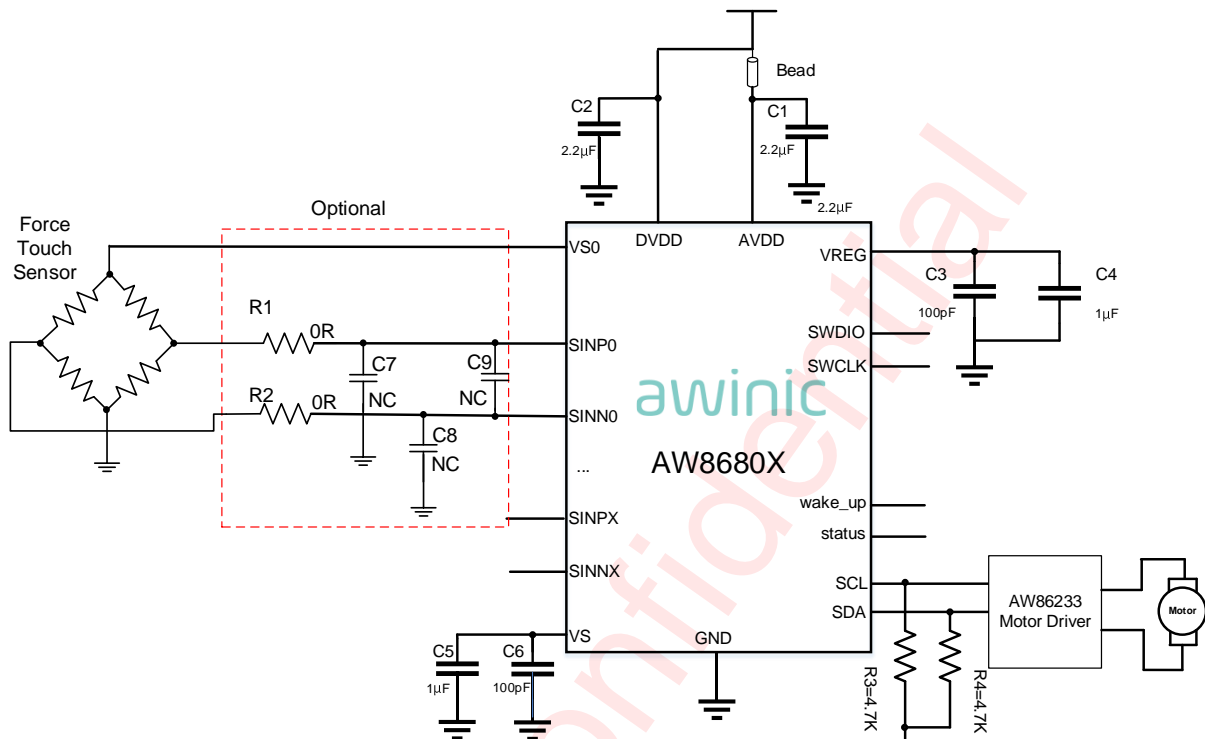 Bead
C2
2.2µF
C1
2.2µF
2.2µF
Optional
Force
Touch
Sensor
VS0
DVDD
AVDD
VREG
C3
100pF
C4
1µF
R1
0R
SINP0
C7
NC
C9
NC
SWDIO
SWCLK
R2
0R
SINN0
C8
NC
awinic
AW8680X
...
SINPX
SINNX
wake_up
status
SCL
SDA
AW86233
Motor Driver
Motor
VS
GND
C5
1µF
C6
100pF
R3=4.7K
R4=4.7K
onfidential